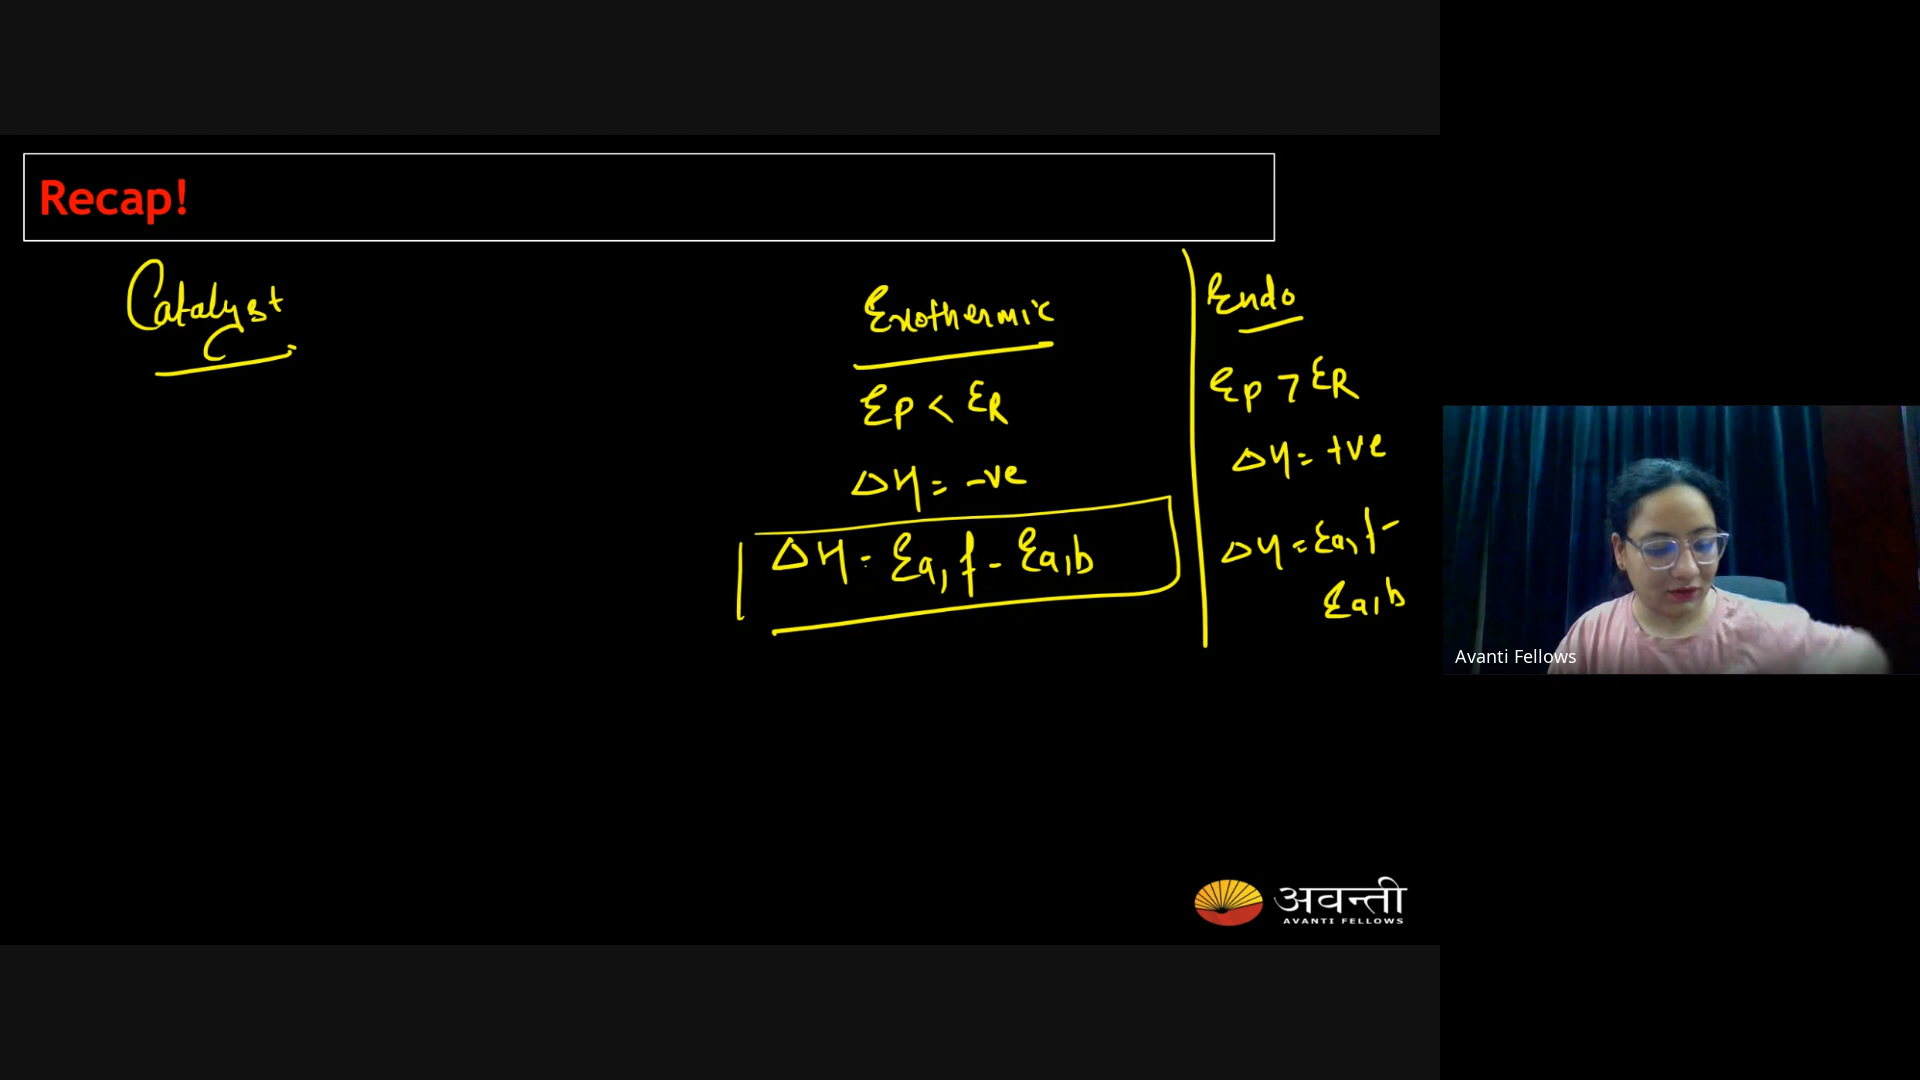 Recap!
Catalyst
Exothermic
Ep < ER
ΔH = -ve
ΔH = Ea,f - Ea,b
Endo
Ep > ER
ΔH = +ve
ΔH = Ea,f -
Ea,b
Avanti Fellows
अवन्ती
AVANTI FELLOWS